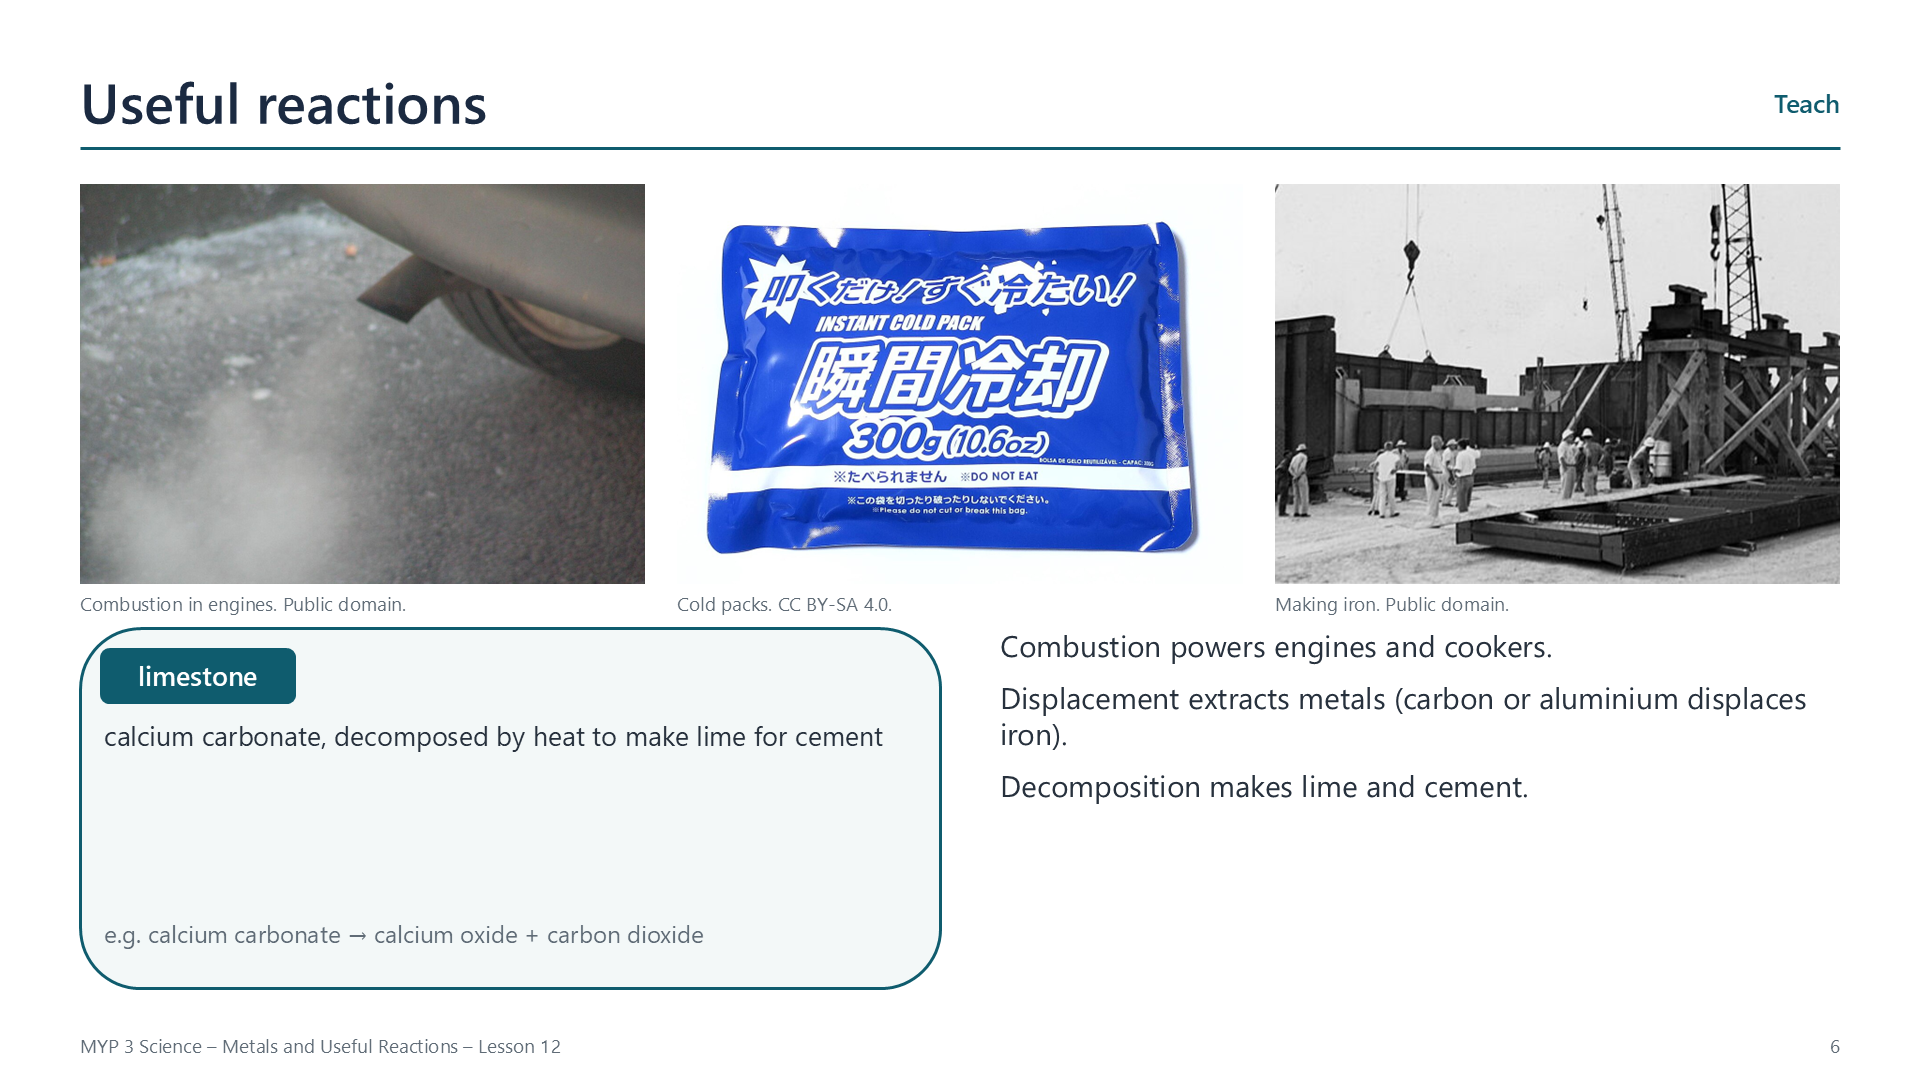 Useful reactions
Teach
叩くだけ!すぐ冷たい!
INSTANT COLD PACK
瞬間冷却
300g(10.6oz)
BOLSA DE GELO REUTILIZÁVEL - CAPAC: 300G
※たべられません ※DO NOT EAT
※この袋を切ったり破ったりしないでください。
※Please do not cut or break this bag.
Combustion in engines. Public domain.
Cold packs. CC BY-SA 4.0.
Making iron. Public domain.
limestone
calcium carbonate, decomposed by heat to make lime for cement
e.g. calcium carbonate → calcium oxide + carbon dioxide
Combustion powers engines and cookers.
Displacement extracts metals (carbon or aluminium displaces
iron).
Decomposition makes lime and cement.
MYP 3 Science – Metals and Useful Reactions – Lesson 12
6